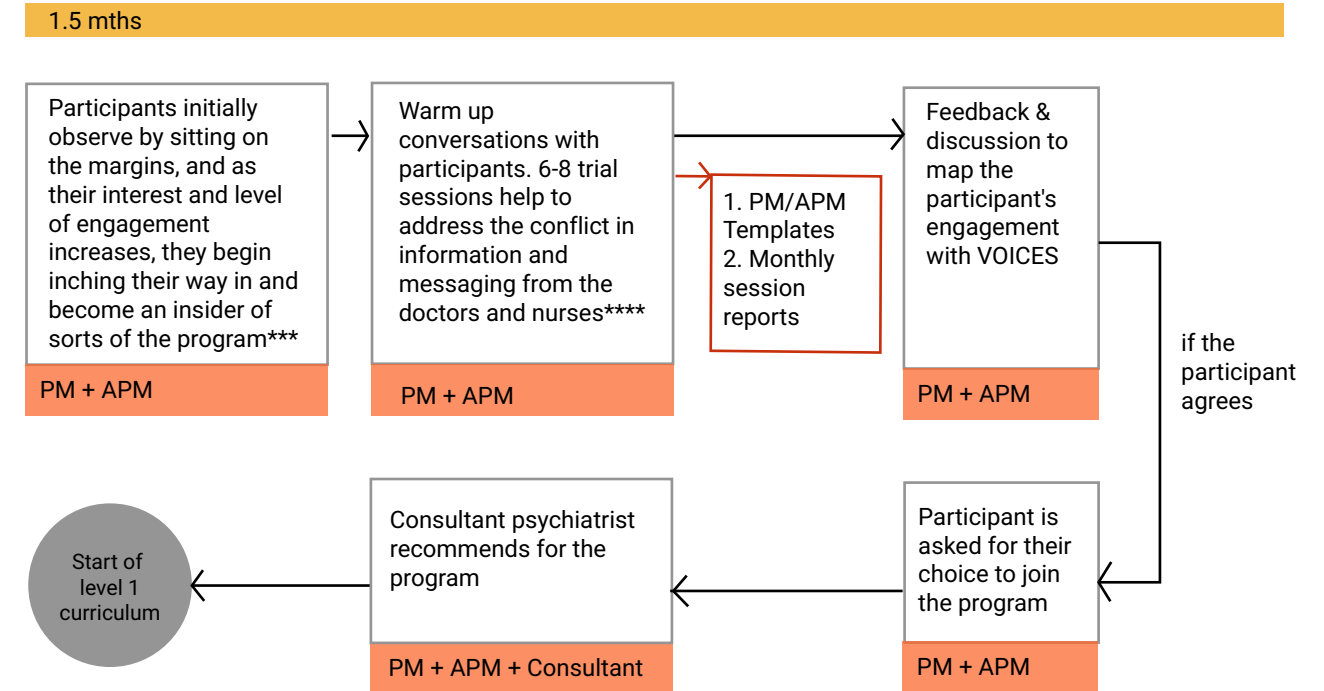 1.5 mths
Participants initially
observe by sitting on
the margins, and as
their interest and level
of engagement
increases, they begin
inching their way in and
become an insider of
sorts of the program***
PM + APM
Warm up
conversations with
participants. 6-8 trial
sessions help to
address the conflict in
information and
messaging from the
doctors and nurses****
PM + APM
1. PM/APM
Templates
2. Monthly
session
reports
Feedback &
discussion to
map the
participant's
engagement
with VOICES
PM + APM
if the
participant
agrees
Participant is
asked for their
choice to join
the program
PM + APM
Consultant psychiatrist
recommends for the
program
PM + APM + Consultant
Start of
level 1
curriculum